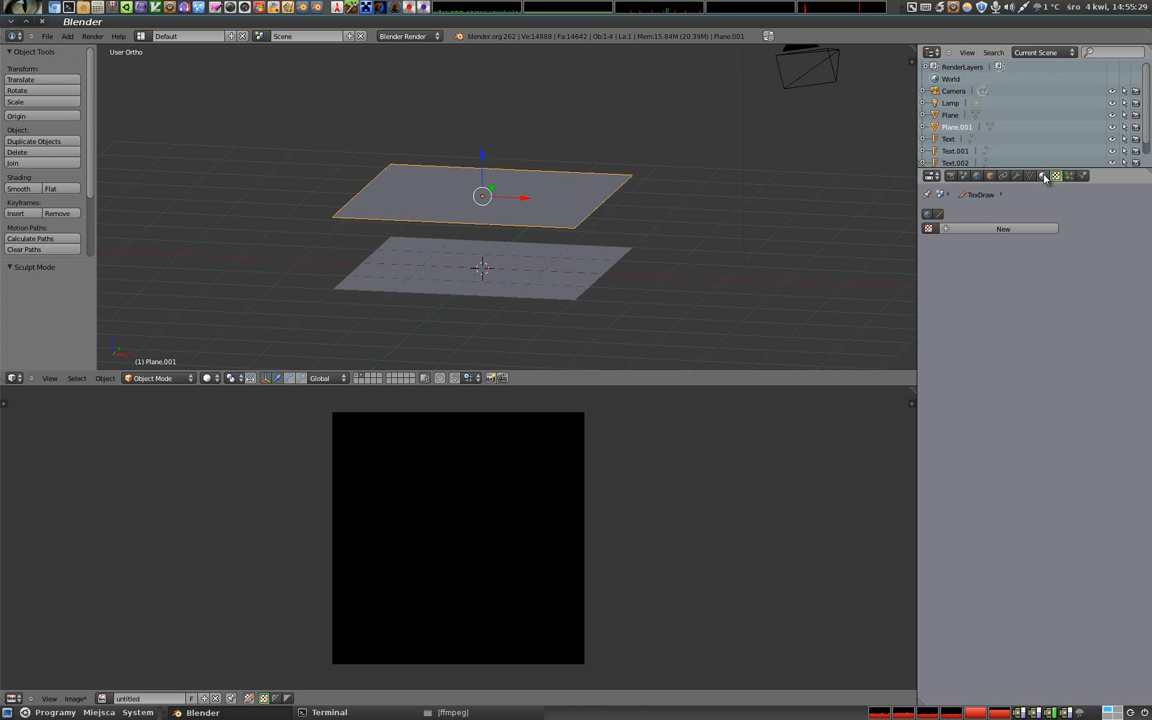 1 °C śro 4 kwi, 14:55:29
Blender
File Add Render Help Default Scene Blender Render blender.org 262 | Ve:14888 | Fa:14642 | Ob:1-4 | La:1 | Mem:15.84M (20.39M) | Plane.001
Object Tools
Transform:
Translate
Rotate
Scale
Origin
Object:
Duplicate Objects
Delete
Join
Shading:
Smooth Flat
Keyframes:
Insert Remove
Motion Paths:
Calculate Paths
Clear Paths
Sculpt Mode
User Ortho
(1) Plane.001
View Select Object Object Mode Global
View Search Current Scene
RenderLayers
World
Camera
Lamp
Plane
Plane.001
Text
Text.001
Text.002
TexDraw
New
View Image* untitled F
Programy Miejsca System Blender Terminal [ffmpeg]